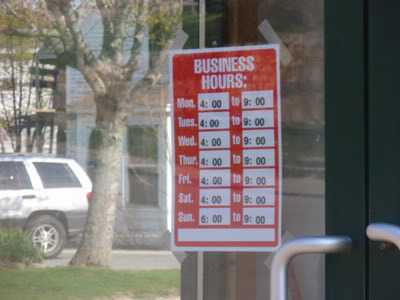 BUSINESS
HOURS:
Mon. 4:00 to 9:00
Tues. 4:00 to 9:00
Wed. 4:00 to 9:00
Thur. 4:00 to 9:00
Fri. 4:00 to 9:00
Sat. 4:00 to 9:00
Sun. 6:00 to 9:00